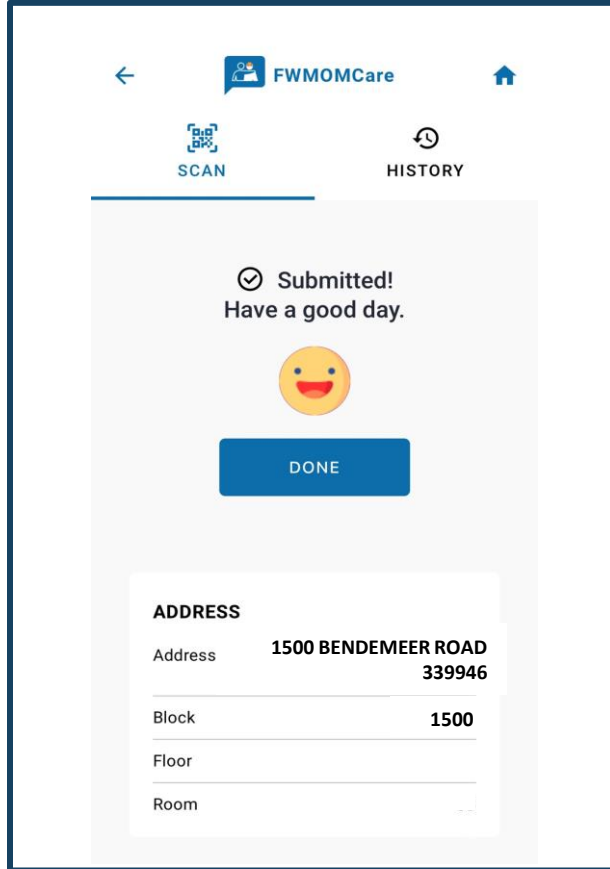 FWMOMCare
SCAN
HISTORY
Submitted!
Have a good day.
DONE
ADDRESS
Address 1500 BENDEMEER ROAD
339946
Block 1500
Floor
Room